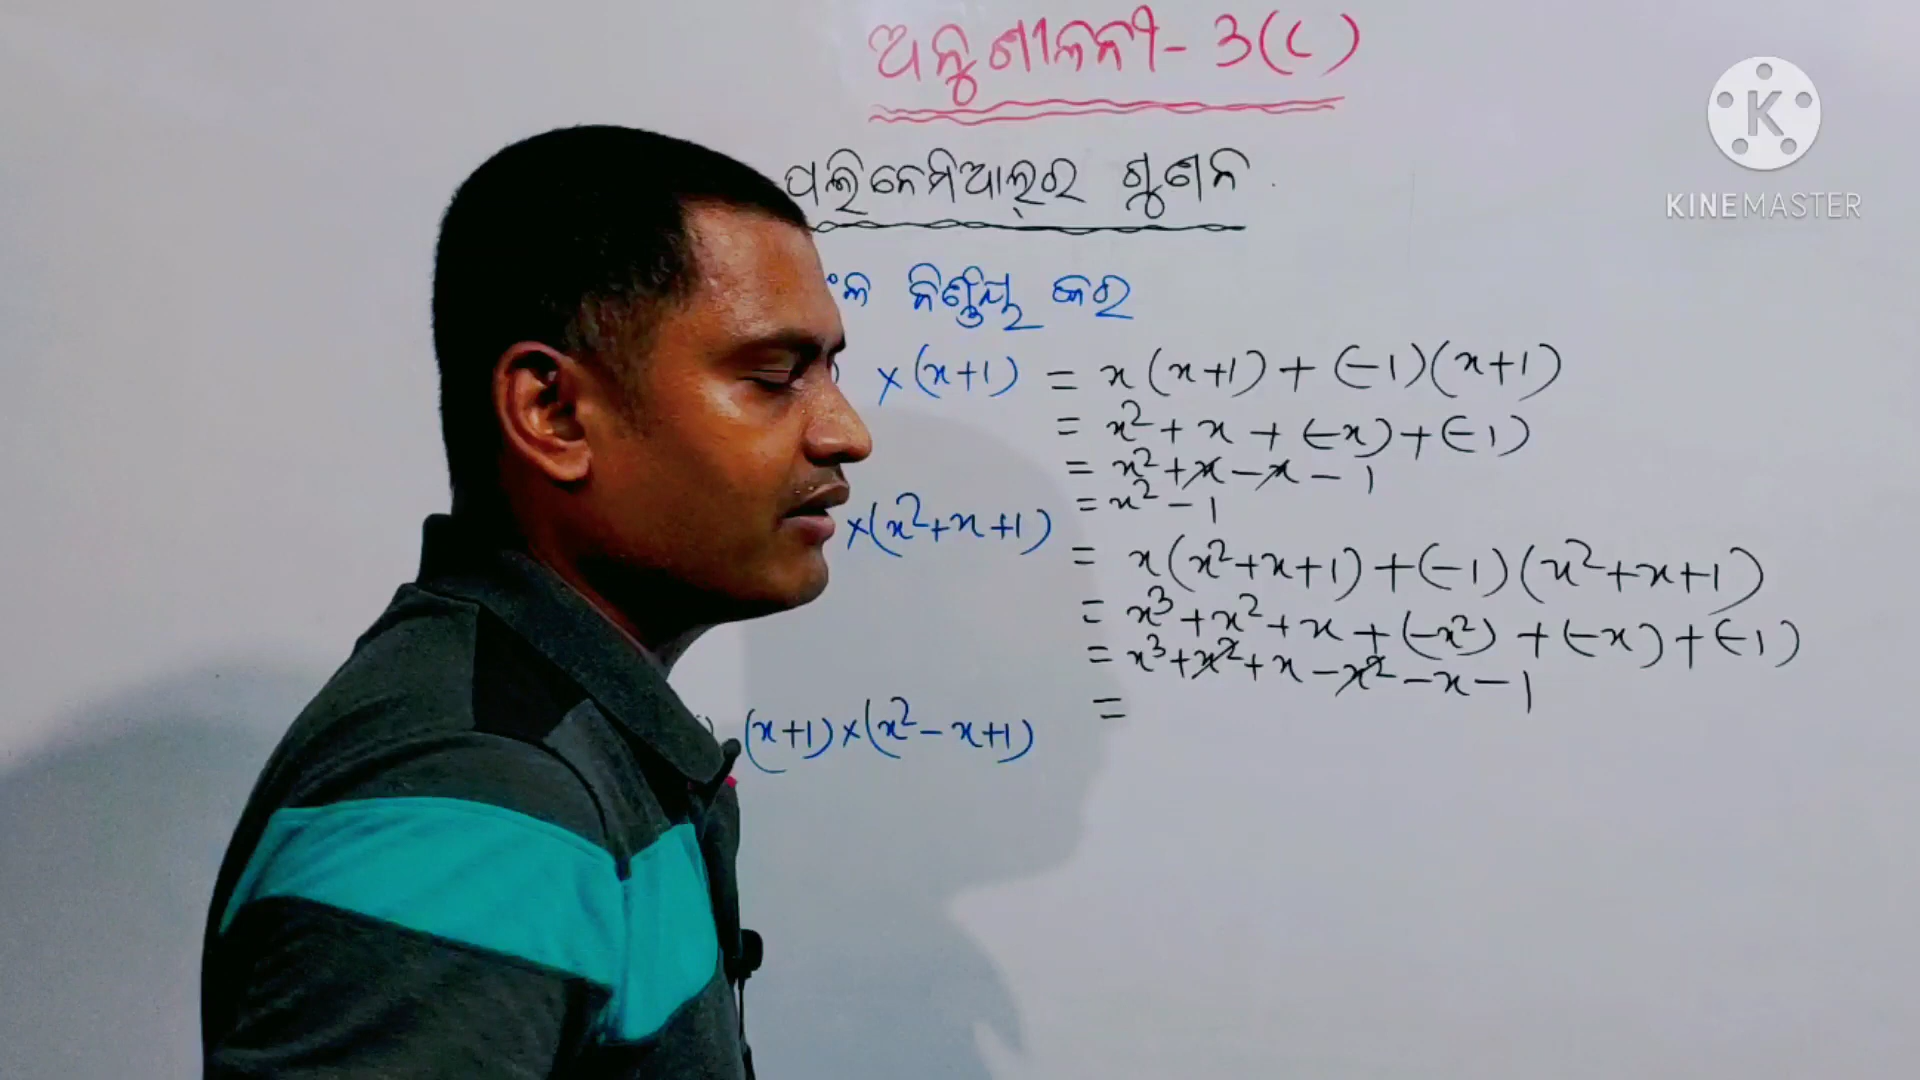 ଅନୁଶୀଳନୀ - 3(c)
K
KINEMASTER
ପଲିନୋମିଆଲ୍‌ର ଗୁଣନ
ନିର୍ଣ୍ଣୟ କର
×(x+1) = x(x+1) + (-1)(x+1)
= x² + x + (-x) + (-1)
= x² + x - x - 1
= x² - 1
×(x²+x+1) = x(x²+x+1) + (-1)(x²+x+1)
= x³ + x² + x + (-x²) + (-x) + (-1)
= x³ + x² + x - x² - x - 1
=
(x+1)×(x²-x+1)